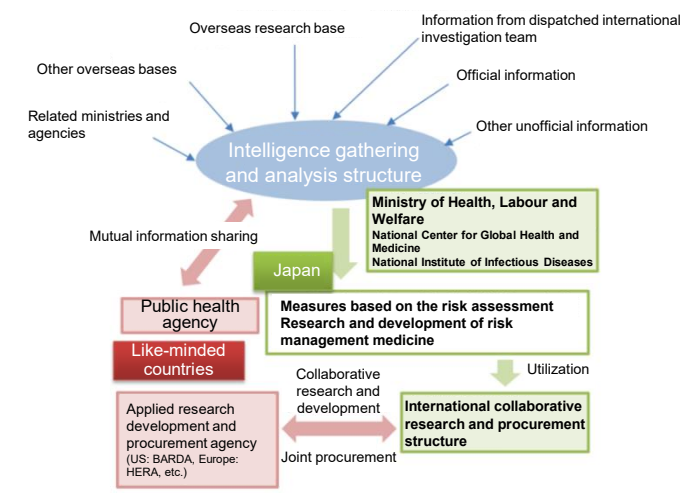 Overseas research base
Information from dispatched international
investigation team
Other overseas bases
Official information
Related ministries and
agencies
Other unofficial information
Intelligence gathering
and analysis structure
Ministry of Health, Labour and
Welfare
National Center for Global Health and
Medicine
National Institute of Infectious Diseases
Mutual information sharing
Japan
Public health
agency
Measures based on the risk assessment
Research and development of risk
management medicine
Like-minded
countries
Utilization
Collaborative
research and
development
Applied research
development and
procurement agency
(US: BARDA, Europe:
HERA, etc.)
International collaborative
research and procurement
structure
Joint procurement